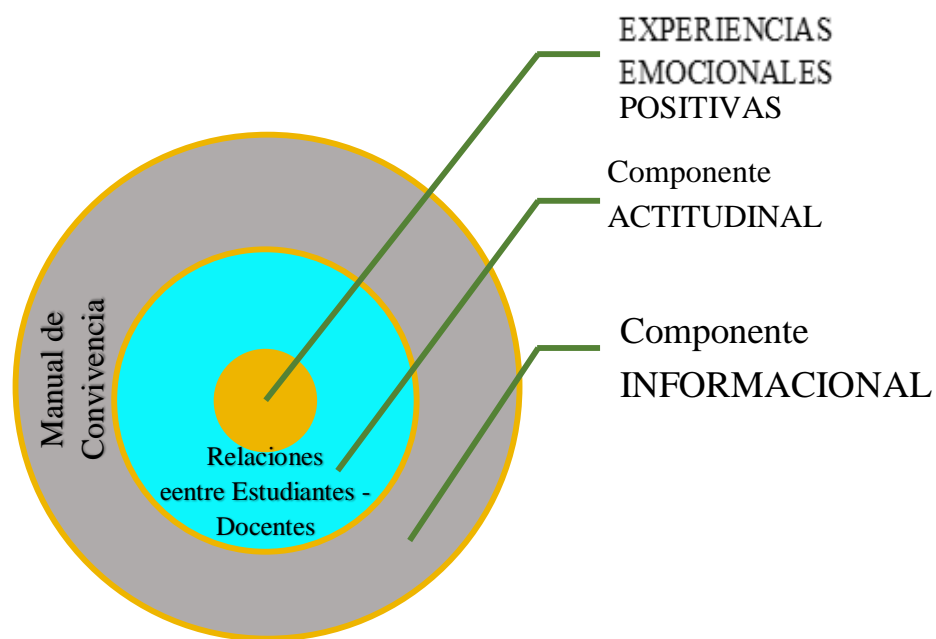 EXPERIENCIAS
EMOCIONALES
POSITIVAS
Componente
ACTITUDINAL
Componente
INFORMACIONAL
Manual de
Convivencia
Relaciones
eentre Estudiantes -
Docentes